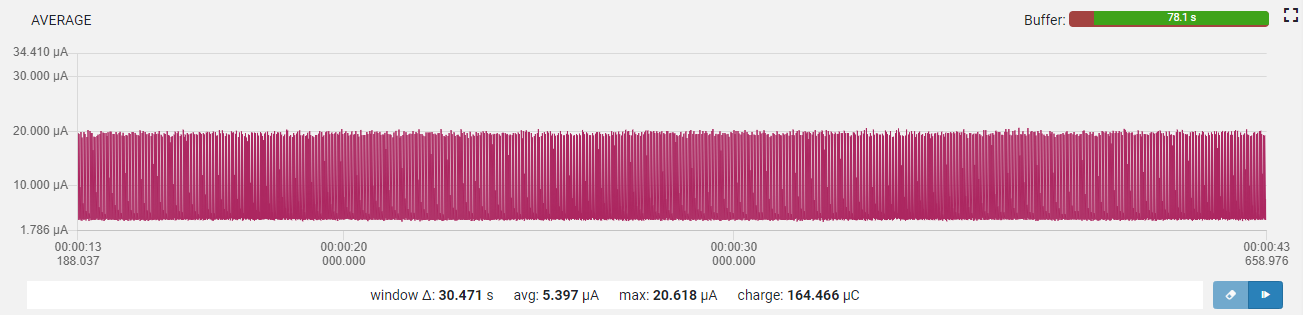 AVERAGE
Buffer: 78.1 s
34.410 µA
30.000 µA
20.000 µA
10.000 µA
1.786 µA
00:00:13 00:00:20 00:00:30 00:00:43
188.037 000.000 000.000 658.976
window Δ: 30.471 s avg: 5.397 µA max: 20.618 µA charge: 164.466 µC